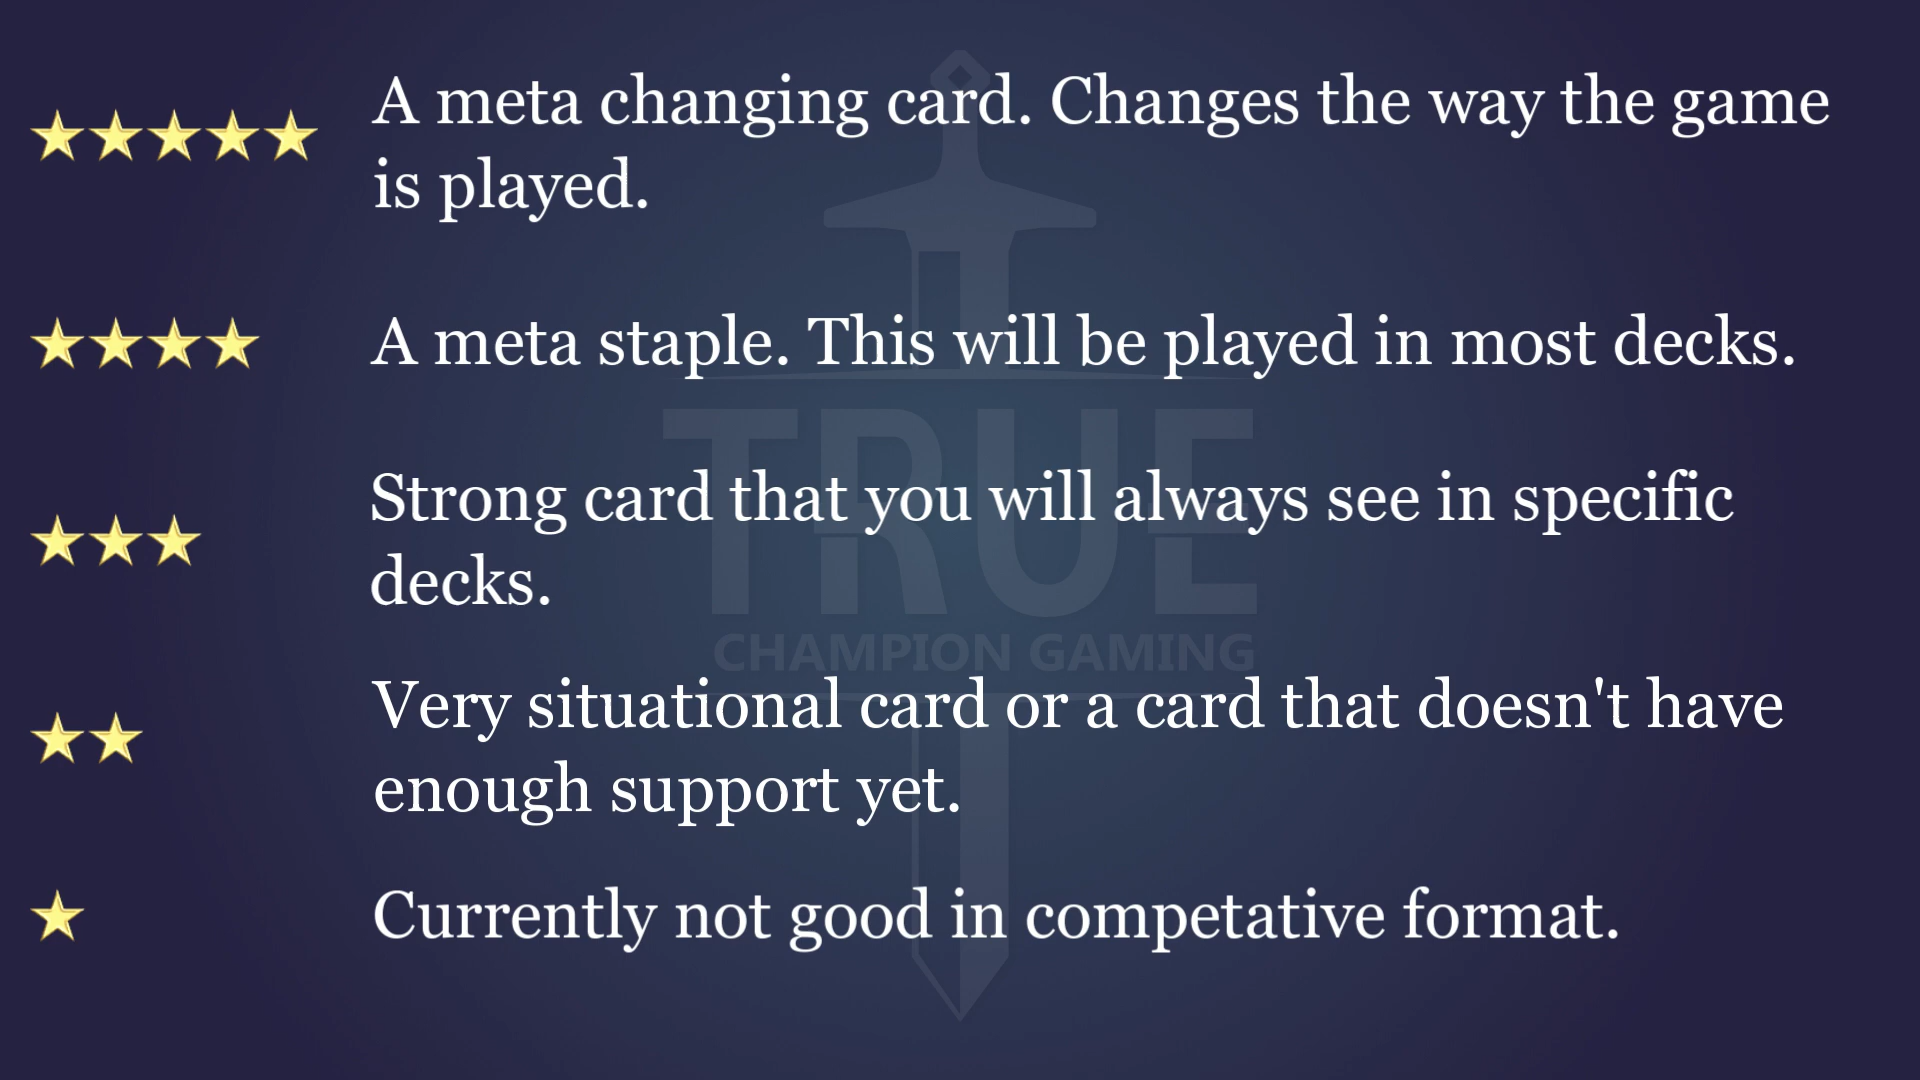 A meta changing card. Changes the way the game
is played.
A meta staple. This will be played in most decks.
Strong card that you will always see in specific
decks.
TRUE
CHAMPION GAMING
Very situational card or a card that doesn't have
enough support yet.
Currently not good in competative format.